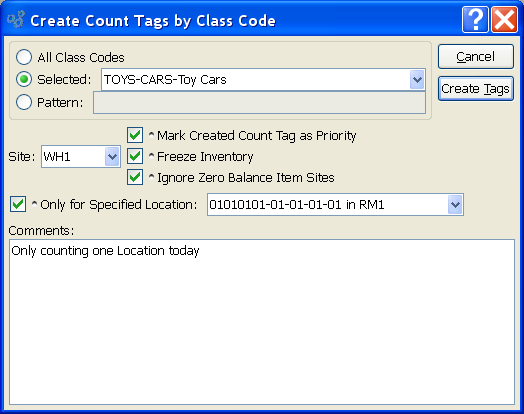 Create Count Tags by Class Code
All Class Codes
Cancel
Selected: TOYS-CARS-Toy Cars
Create Tags
Pattern:
^ Mark Created Count Tag as Priority
Site: WH1
^ Freeze Inventory
^ Ignore Zero Balance Item Sites
^ Only for Specified Location: 01010101-01-01-01-01 in RM1
Comments:
Only counting one Location today